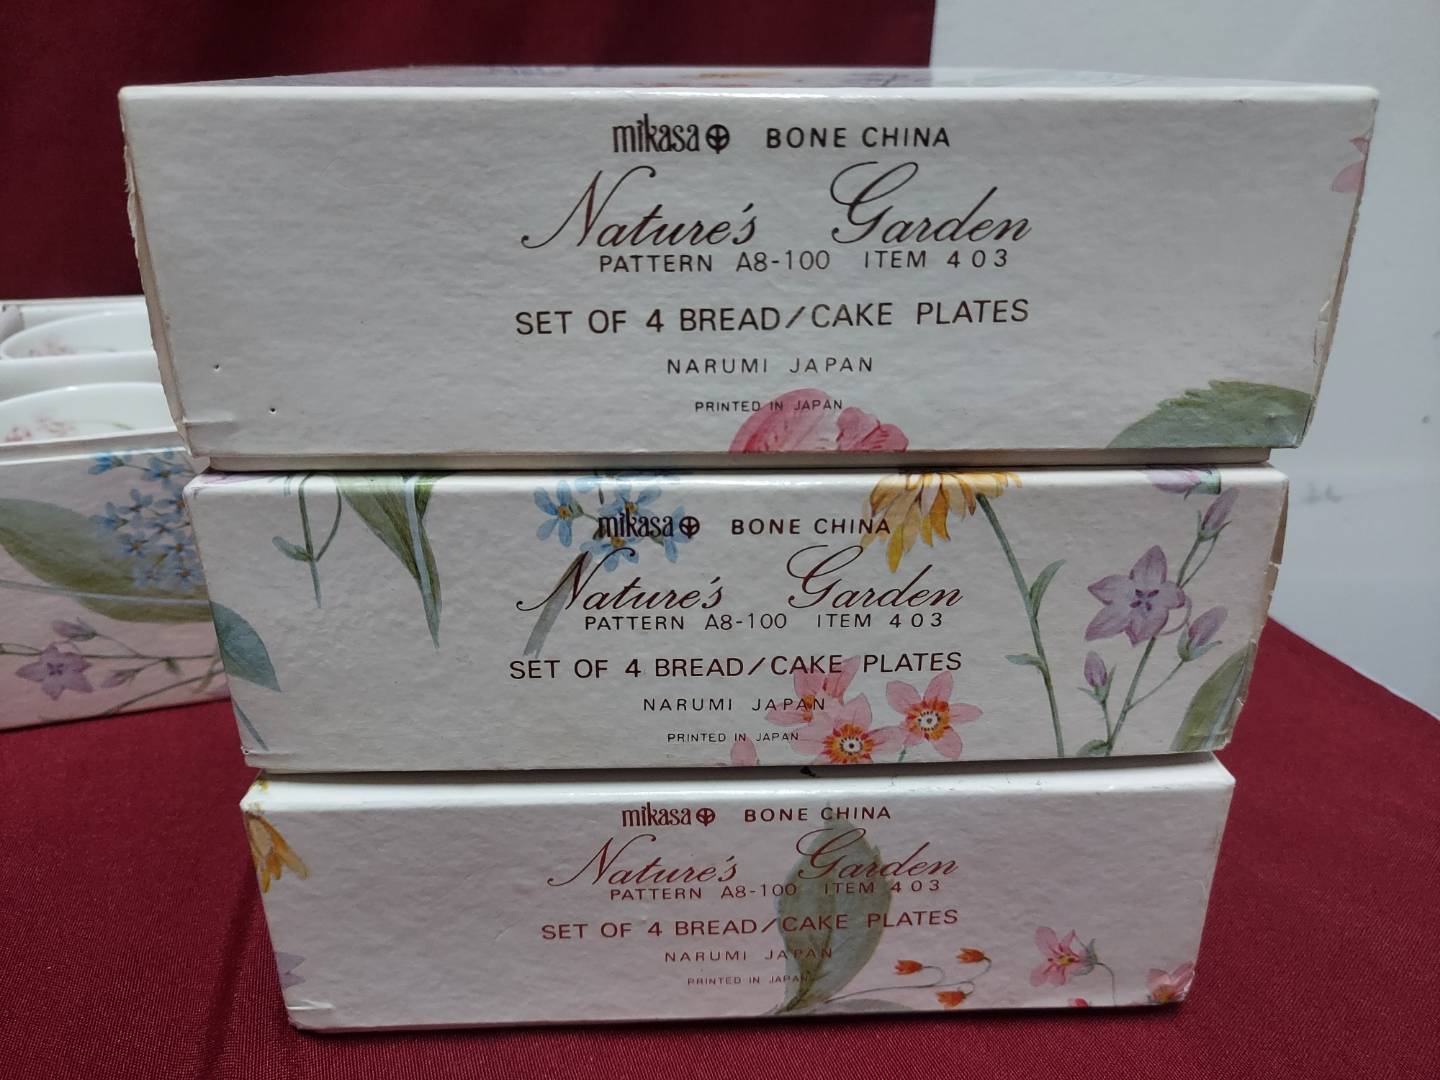 mikasa BONE CHINA
Nature's Garden
PATTERN A8-100 ITEM 403
SET OF 4 BREAD/CAKE PLATES
NARUMI JAPAN
PRINTED IN JAPAN
mikasa BONE CHINA
Nature's Garden
PATTERN A8-100 ITEM 403
SET OF 4 BREAD/CAKE PLATES
NARUMI JAPAN
PRINTED IN JAPAN
mikasa BONE CHINA
Nature's Garden
PATTERN A8-100 ITEM 403
SET OF 4 BREAD/CAKE PLATES
NARUMI JAPAN
PRINTED IN JAPAN